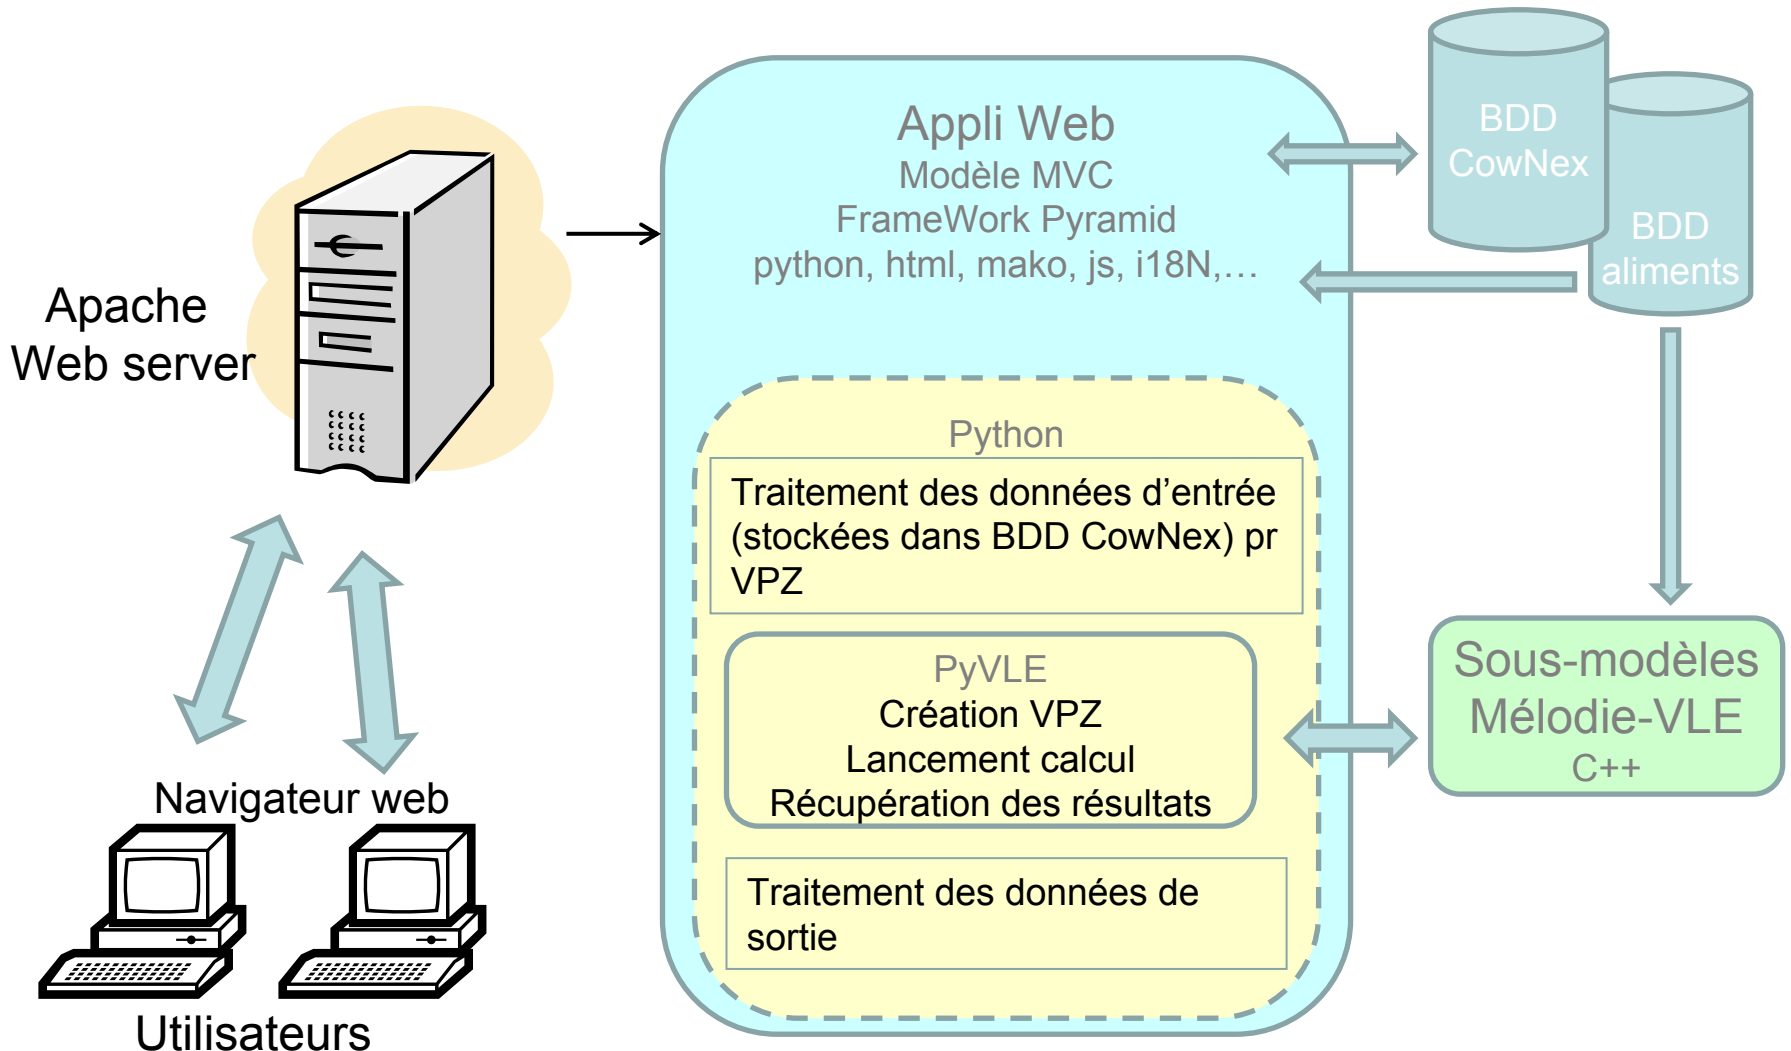 Apache
Web server
Navigateur web
Utilisateurs
Appli Web
Modèle MVC
FrameWork Pyramid
python, html, mako, js, i18N,…
Python
Traitement des données d’entrée
(stockées dans BDD CowNex) pr
VPZ
PyVLE
Création VPZ
Lancement calcul
Récupération des résultats
Traitement des données de
sortie
BDD
CowNex
BDD
aliments
Sous-modèles
Mélodie-VLE
C++